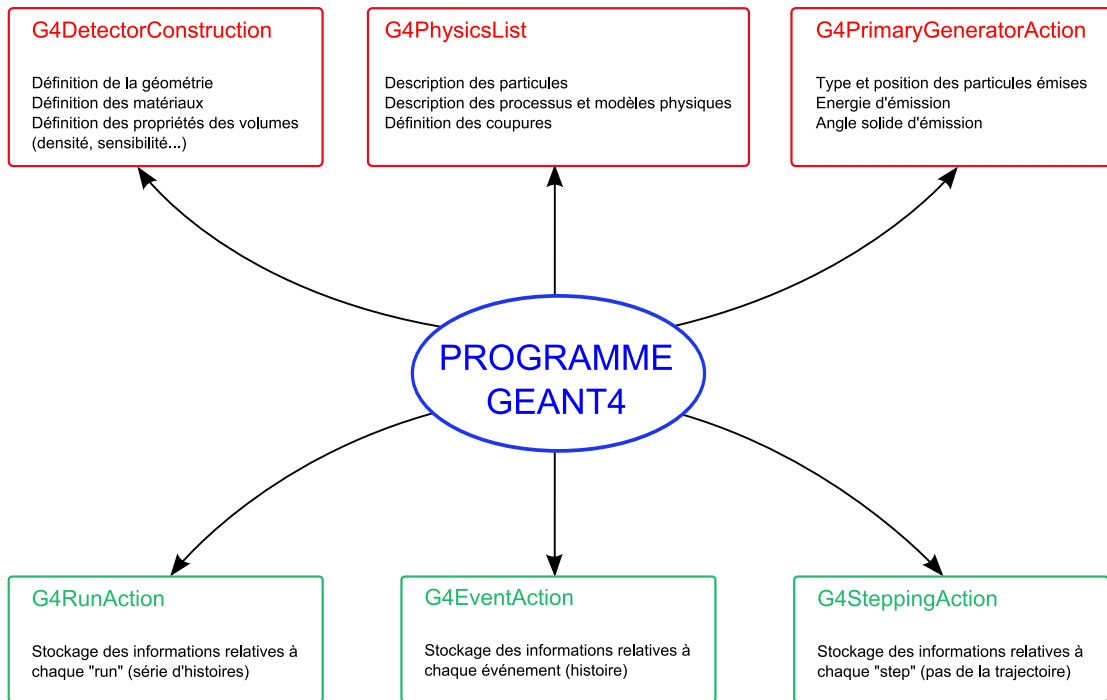 G4DetectorConstruction
Définition de la géométrie
Définition des matériaux
Définition des propriétés des volumes
(densité, sensibilité...)
G4PhysicsList
Description des particules
Description des processus et modèles physiques
Définition des coupures
G4PrimaryGeneratorAction
Type et position des particules émises
Energie d'émission
Angle solide d'émission
PROGRAMME
GEANT4
G4RunAction
Stockage des informations relatives à
chaque "run" (série d'histoires)
G4EventAction
Stockage des informations relatives à
chaque événement (histoire)
G4SteppingAction
Stockage des informations relatives à
chaque "step" (pas de la trajectoire)